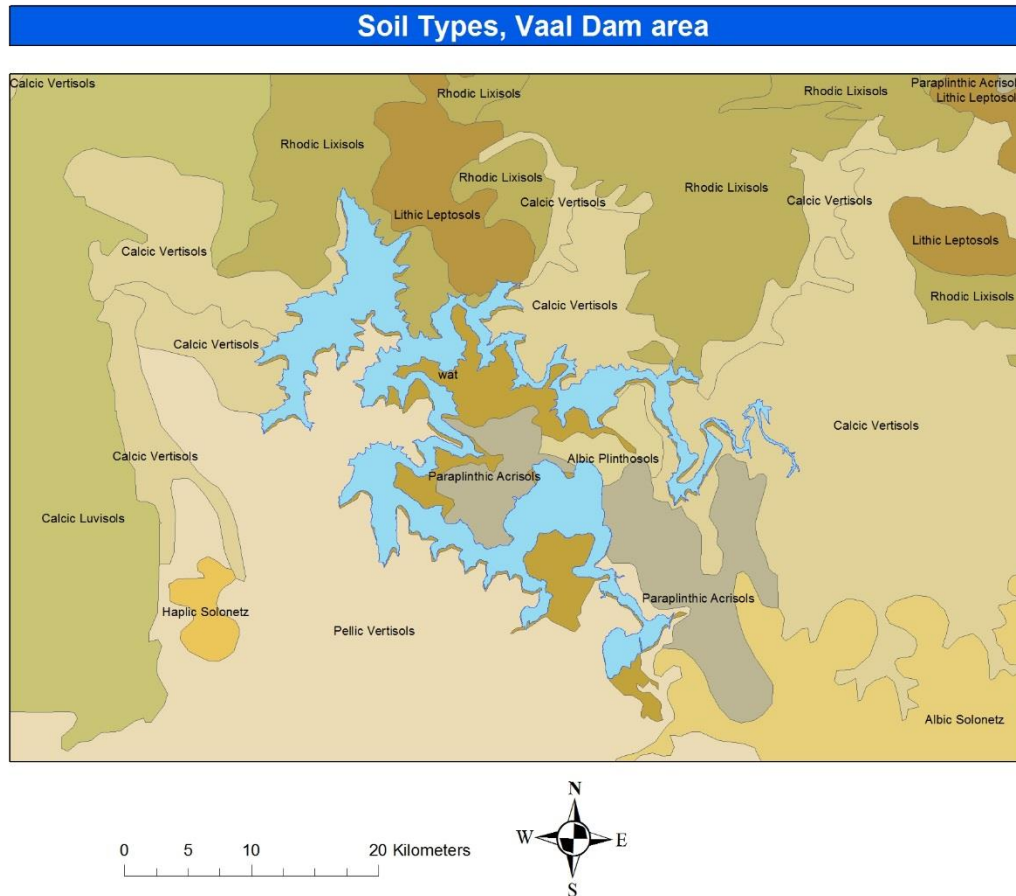 Soil Types, Vaal Dam area
Calcic Vertisols
Paraplinthic Acrisol
Rhodic Lixisols
Rhodic Lixisols
Lithic Leptosol
Rhodic Lixisols
Rhodic Lixisols
Rhodic Lixisols
Calcic Vertisols
Calcic Vertisols
Lithic Leptosols
Lithic Leptosols
Calcic Vertisols
Rhodic Lixisols
Calcic Vertisols
Calcic Vertisols
wat
Calcic Vertisols
Calcic Vertisols
Albic Plinthosols
Paraplinthic Acrisols
Calcic Luvisols
Paraplinthic Acrisols
Haplic Solonetz
Pellic Vertisols
Albic Solonetz
N
W E
S
0 5 10 20 Kilometers